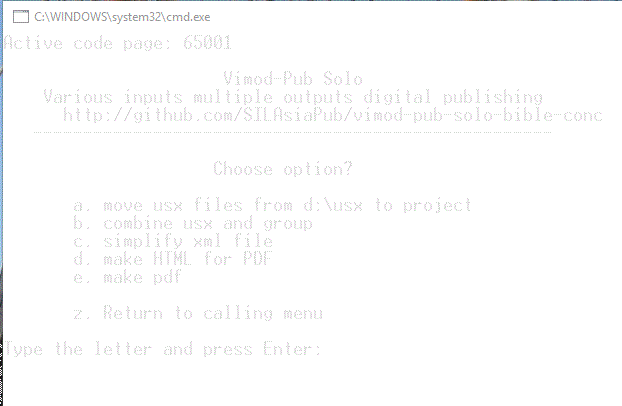 C:\WINDOWS\system32\cmd.exe
Active code page: 65001
Vimod-Pub Solo
Various inputs multiple outputs digital publishing
http://github.com/SILAsiaPub/vimod-pub-solo-bible-conc
Choose option?
a. move usx files from d:\usx to project
b. combine usx and group
c. simplify xml file
d. make HTML for PDF
e. make pdf
z. Return to calling menu
Type the letter and press Enter: